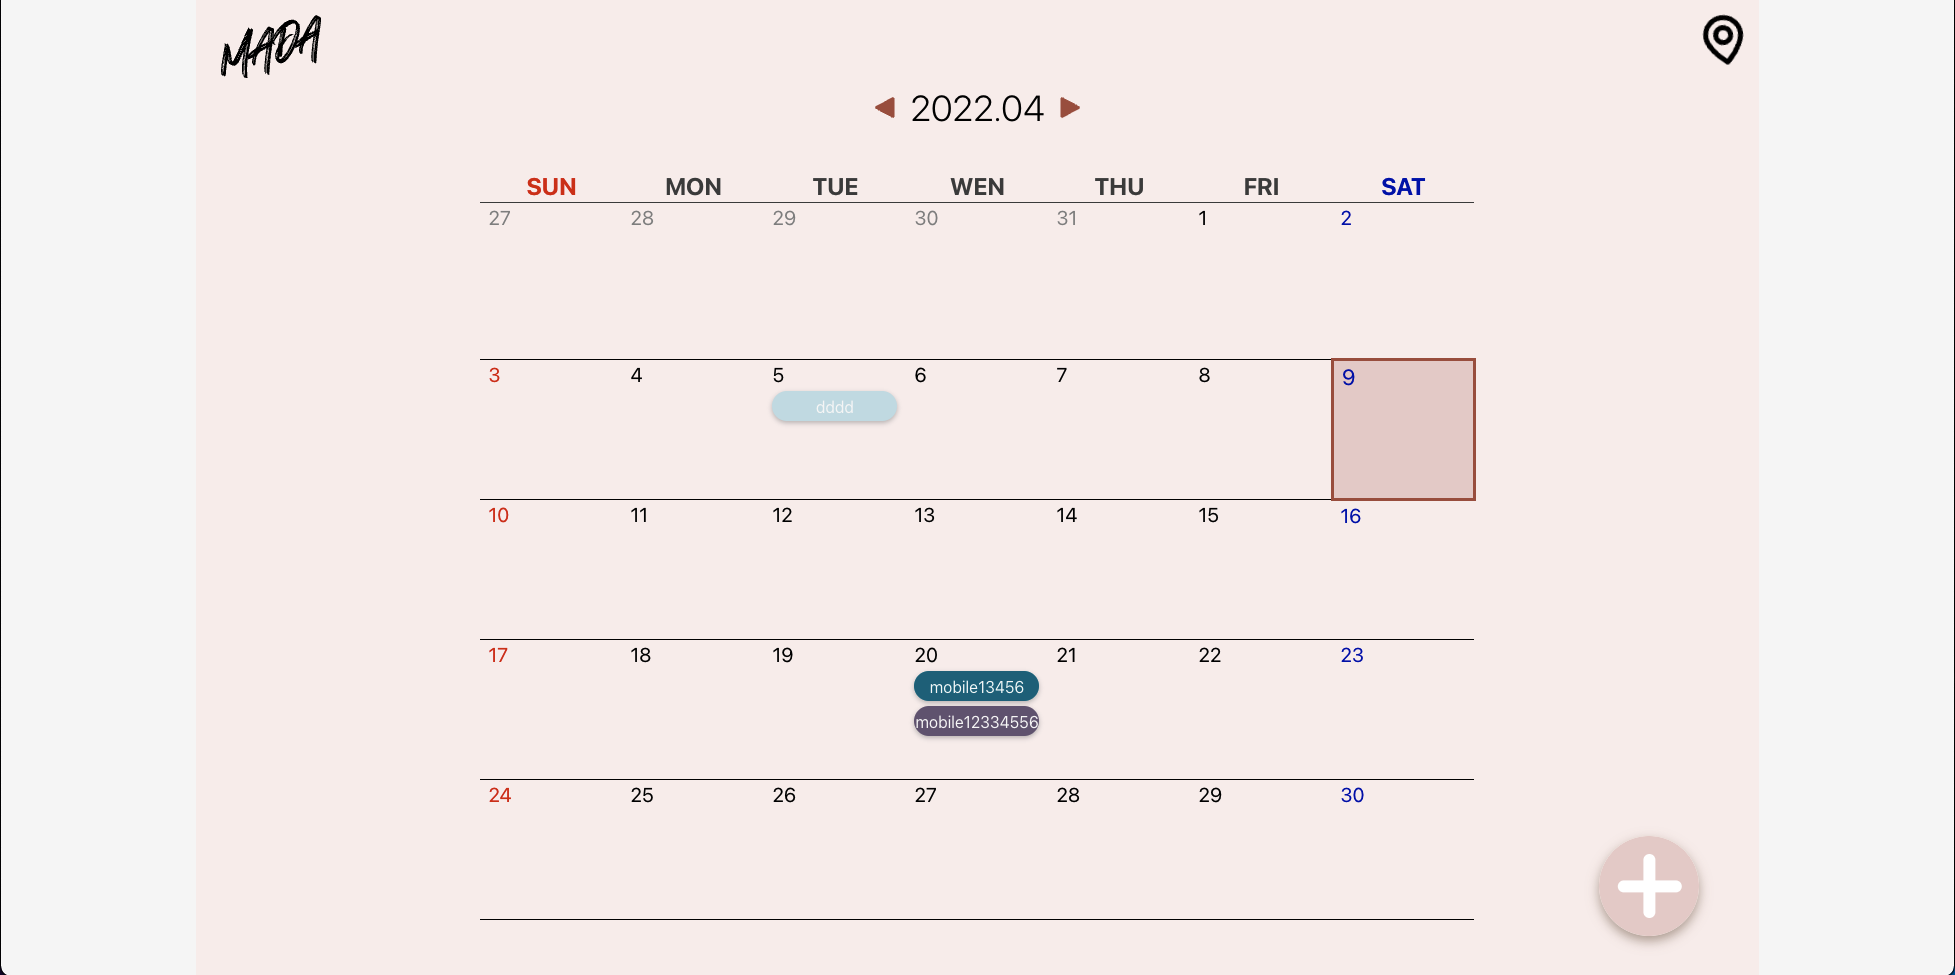 MADA
2022.04
SUN MON TUE WEN THU FRI SAT
27 28 29 30 31 1 2
3 4 5 6 7 8 9
dddd
10 11 12 13 14 15 16
17 18 19 20 21 22 23
mobile13456
mobile12334556
24 25 26 27 28 29 30